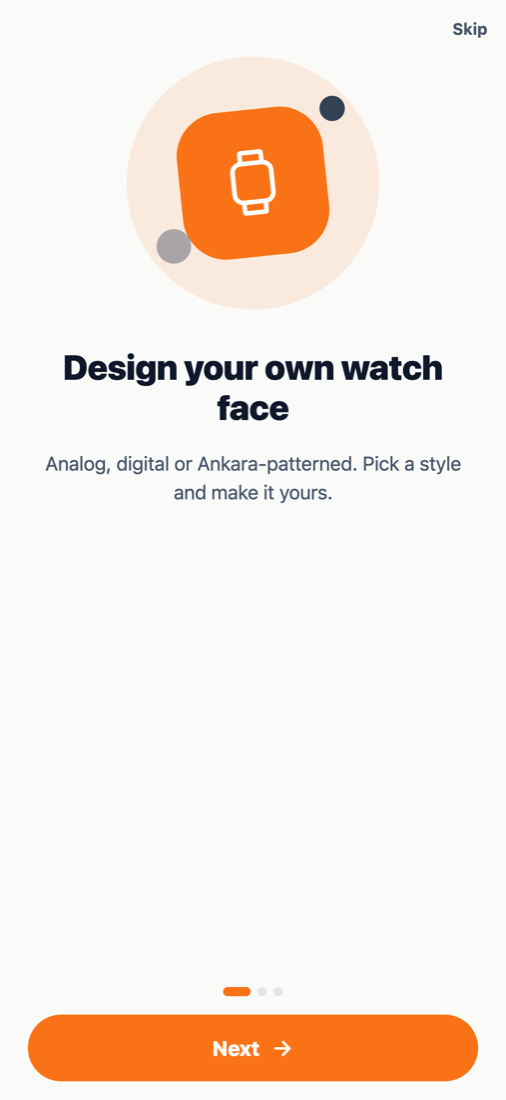 Skip
Design your own watch
face
Analog, digital or Ankara-patterned. Pick a style
and make it yours.
Next